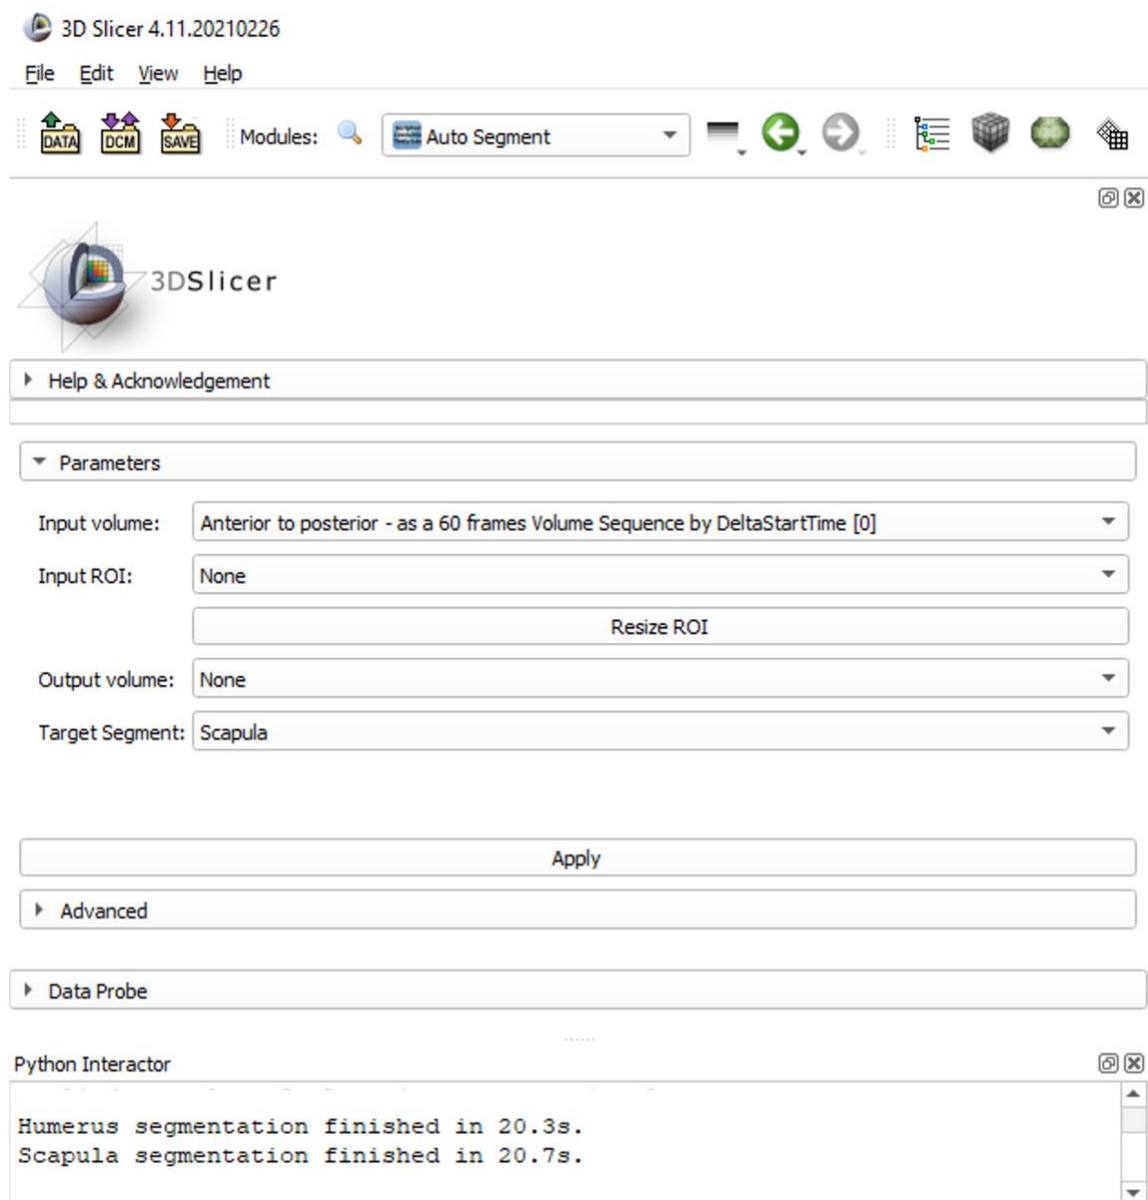 3D Slicer 4.11.20210226
File Edit View Help
DATA DCM SAVE Modules: Auto Segment
3DSlicer
Help & Acknowledgement
Parameters
Input volume: Anterior to posterior - as a 60 frames Volume Sequence by DeltaStartTime [0]
Input ROI: None
Resize ROI
Output volume: None
Target Segment: Scapula
Apply
Advanced
Data Probe
Python Interactor
Humerus segmentation finished in 20.3s.
Scapula segmentation finished in 20.7s.